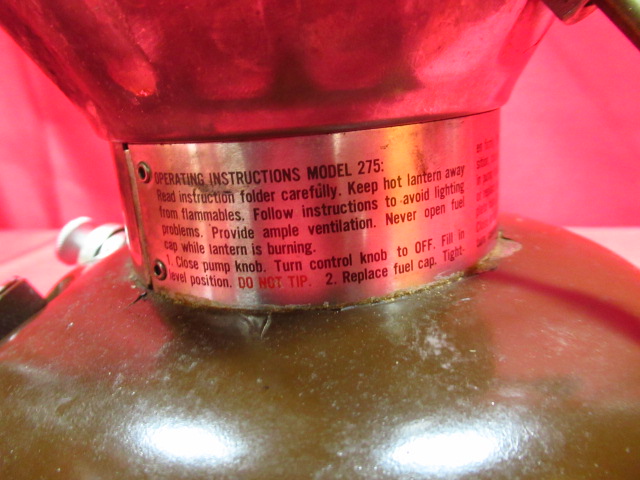 OPERATING INSTRUCTIONS MODEL 275:
Read instruction folder carefully. Keep hot lantern away
from flammables. Follow instructions to avoid lighting
problems. Provide ample ventilation. Never open fuel
cap while lantern is burning.
1. Close pump knob. Turn control knob to OFF. Fill in
level position. DO NOT TIP. 2. Replace fuel cap. Tight-